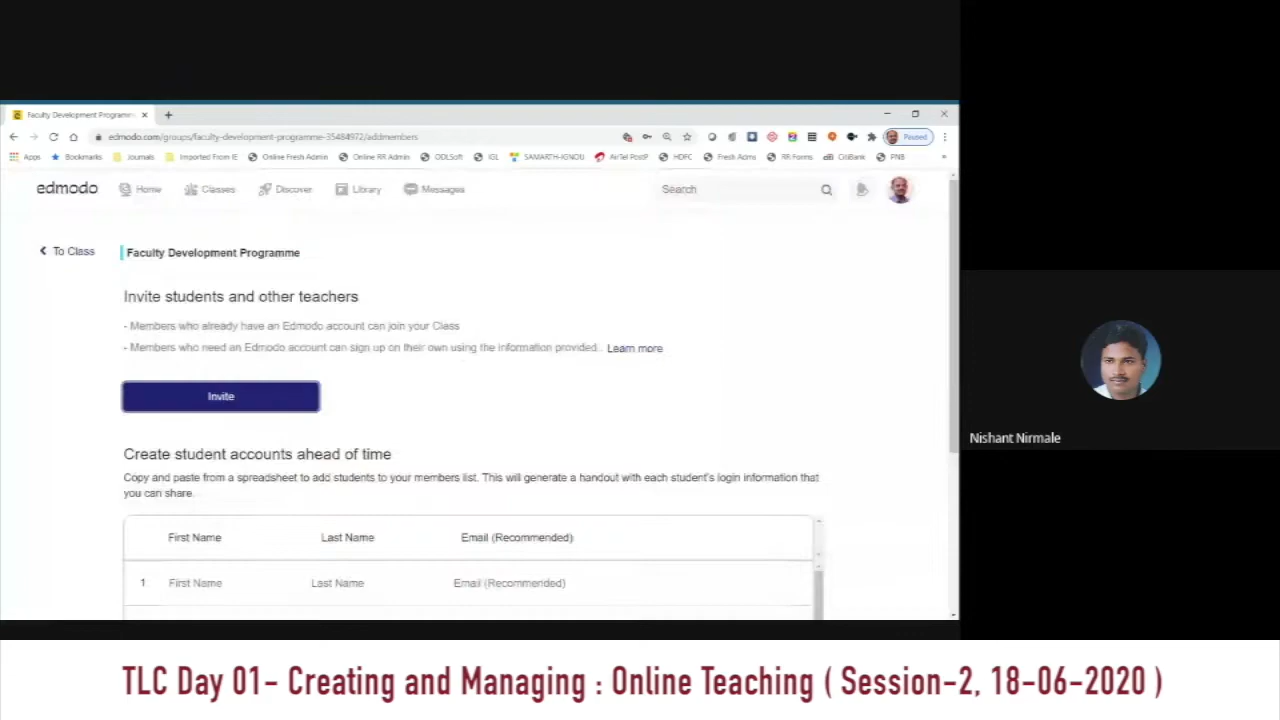 Faculty Development Programm
edmodo.com/groups/faculty-development-programme-35484972/addmembers
Paused
Apps Bookmarks Journals Imported From IE Online Fresh Admin Online RR Admin ODLSoft IGL SAMARTH-IGNOU AirTel PostP HDFC Fresh Adms RR Forms CitiBank PNB
edmodo Home Classes Discover Library Messages Search
To Class Faculty Development Programme
Invite students and other teachers
- Members who already have an Edmodo account can join your Class
- Members who need an Edmodo account can sign up on their own using the information provided.. Learn more
Invite
Create student accounts ahead of time
Copy and paste from a spreadsheet to add students to your members list. This will generate a handout with each student's login information that
you can share.
First Name Last Name Email (Recommended)
1 First Name Last Name Email (Recommended)
Nishant Nirmale
TLC Day 01- Creating and Managing : Online Teaching ( Session-2, 18-06-2020 )